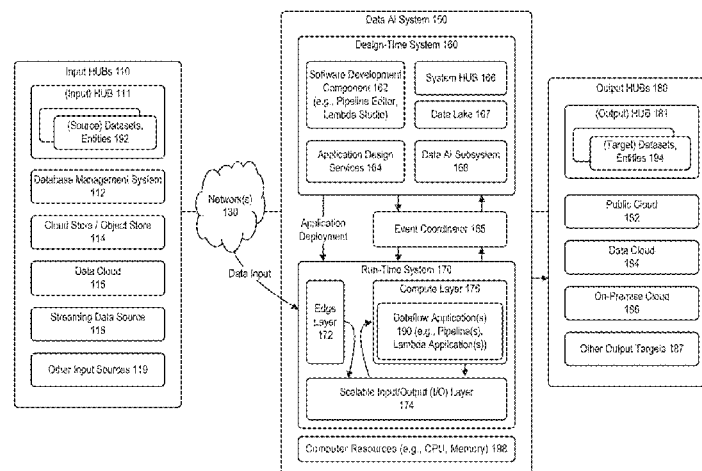 Input HUBs 110
(Input) HUB 111
(Source) Datasets,
Entities 192
Database Management System
112
Cloud Store / Object Store
114
Data Cloud
115
Streaming Data Source
118
Other Input Sources 119
Network(s)
130
Data Input
Data AI System 150
Design-Time System 160
Software Development
Component 162
(e.g., Pipeline Editor,
Lambda Studio)
System HUB 166
Data Lake 167
Application Design
Services 164
Data AI Subsystem
168
Application
Deployment
Event Coordinator 165
Run-Time System 170
Edge
Layer
172
Compute Layer 176
Dataflow Application(s)
190 (e.g., Pipeline(s),
Lambda Application(s))
Scalable Input/Output (I/O) Layer
174
Computer Resources (e.g., CPU, Memory) 198
Output HUBs 180
(Output) HUB 181
(Target) Datasets,
Entities 194
Public Cloud
182
Data Cloud
184
On-Premise Cloud
186
Other Output Targets 187